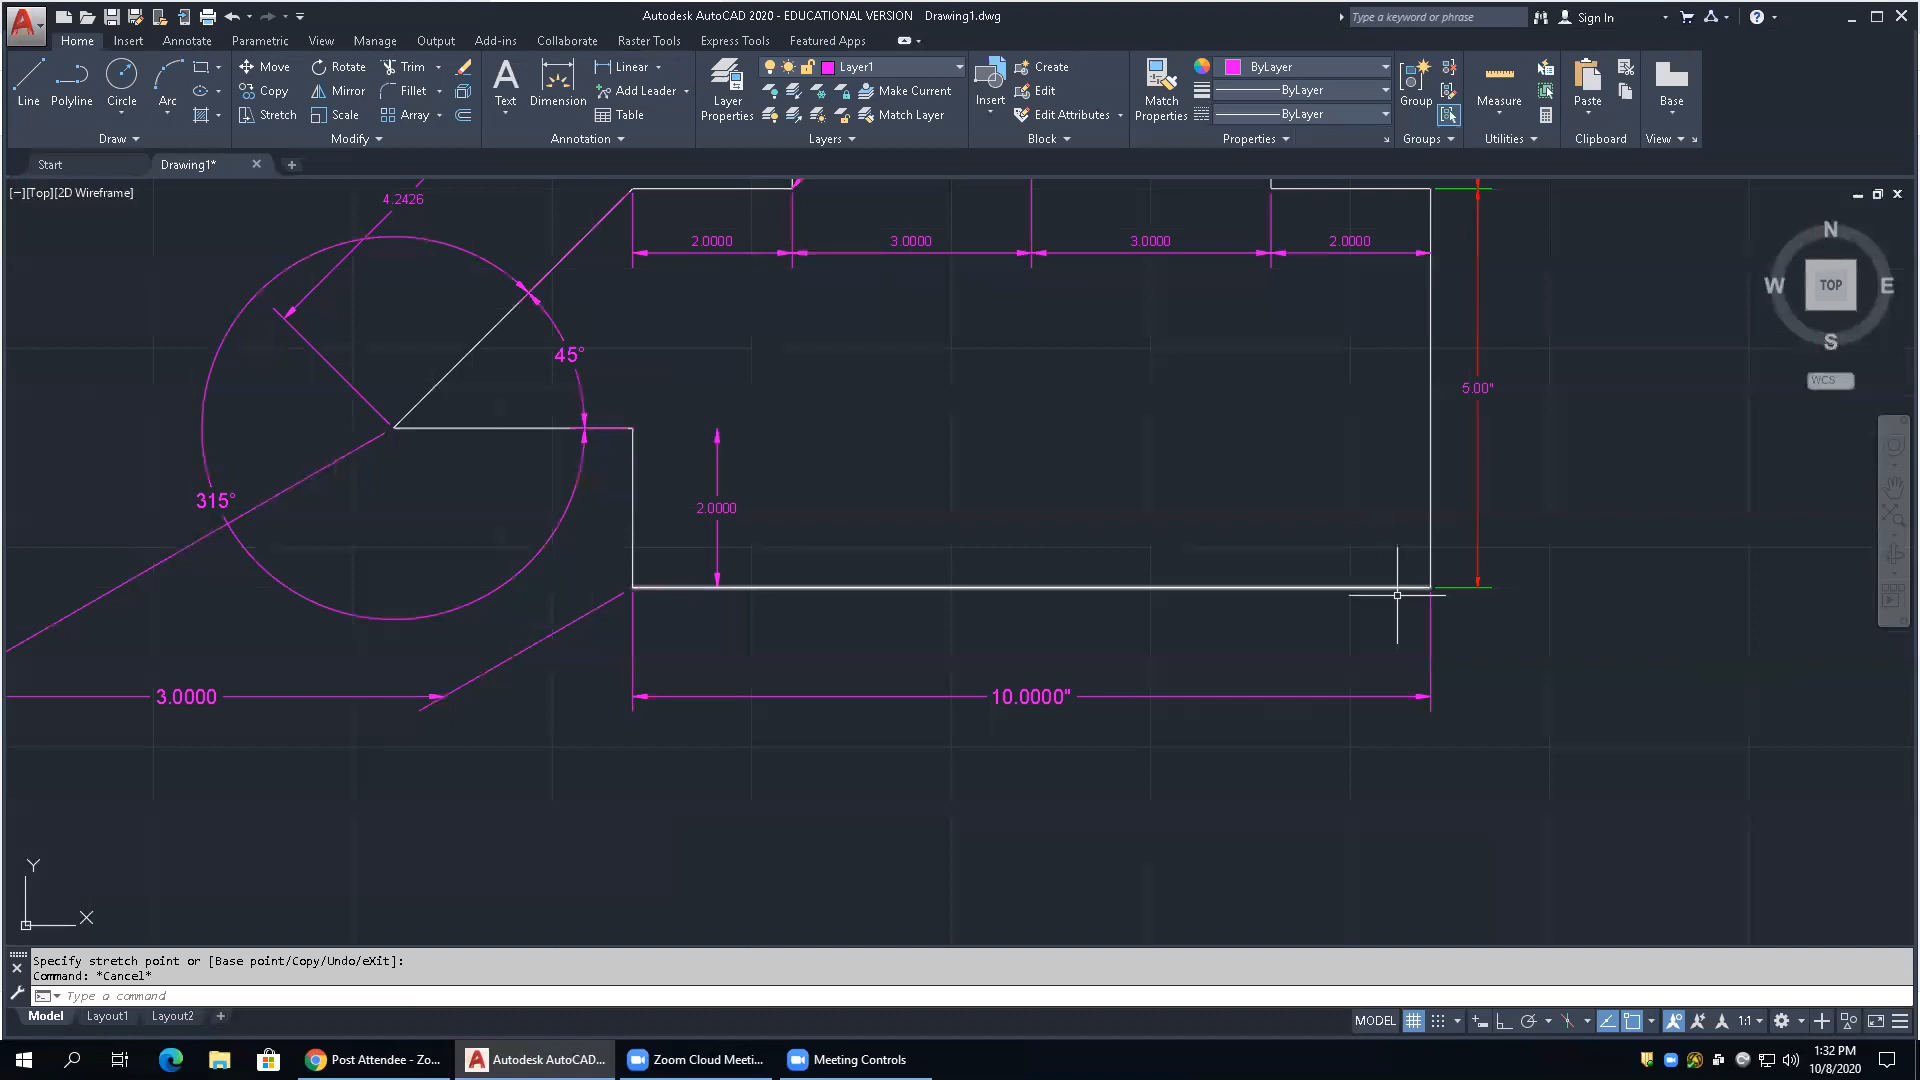 Autodesk AutoCAD 2020 - EDUCATIONAL VERSION Drawing1.dwg
Type a keyword or phrase
Sign In
Home Insert Annotate Parametric View Manage Output Add-ins Collaborate Raster Tools Express Tools Featured Apps
Line Polyline Circle Arc
Move Rotate Trim
Copy Mirror Fillet
Stretch Scale Array
Text Dimension
Linear
Add Leader
Table
Layer Properties
Layer1
Make Current
Match Layer
Insert
Create
Edit
Edit Attributes
Match Properties
ByLayer
ByLayer
ByLayer
Group
Measure
Paste
Base
Draw Modify Annotation Layers Block Properties Groups Utilities Clipboard View
Start Drawing1*
[−][Top][2D Wireframe]
4.2426
2.0000 3.0000 3.0000 2.0000
45°
5.00"
315°
2.0000
3.0000
10.0000"
N
W TOP E
S
WCS
Y
X
Specify stretch point or [Base point/Copy/Undo/eXit]:
Command: *Cancel*
Type a command
Model Layout1 Layout2
MODEL 1:1
Post Attendee - Zo...
Autodesk AutoCAD...
Zoom Cloud Meeti...
Meeting Controls
1:32 PM
10/8/2020